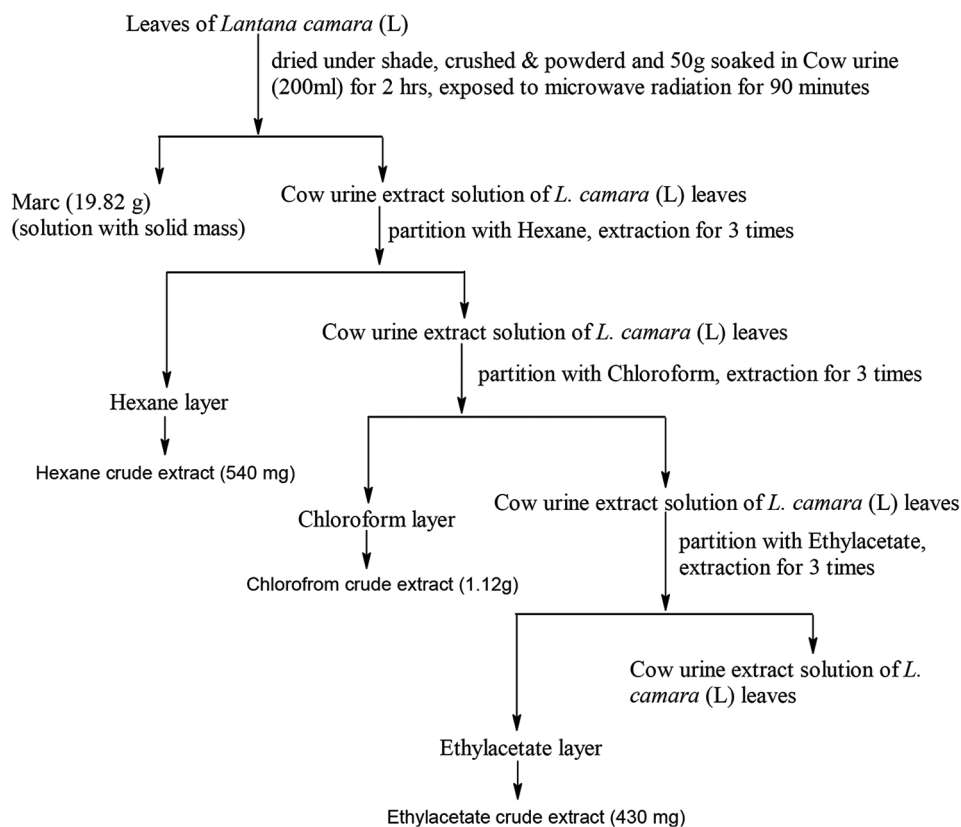 Leaves of Lantana camara (L)
dried under shade, crushed & powderd and 50g soaked in Cow urine
(200ml) for 2 hrs, exposed to microwave radiation for 90 minutes
Marc (19.82 g)
(solution with solid mass)
Cow urine extract solution of L. camara (L) leaves
partition with Hexane, extraction for 3 times
Cow urine extract solution of L. camara (L) leaves
partition with Chloroform, extraction for 3 times
Hexane layer
Hexane crude extract (540 mg)
Chloroform layer
Chlorofrom crude extract (1.12g)
Cow urine extract solution of L. camara (L) leaves
partition with Ethylacetate,
extraction for 3 times
Cow urine extract solution of L.
camara (L) leaves
Ethylacetate layer
Ethylacetate crude extract (430 mg)